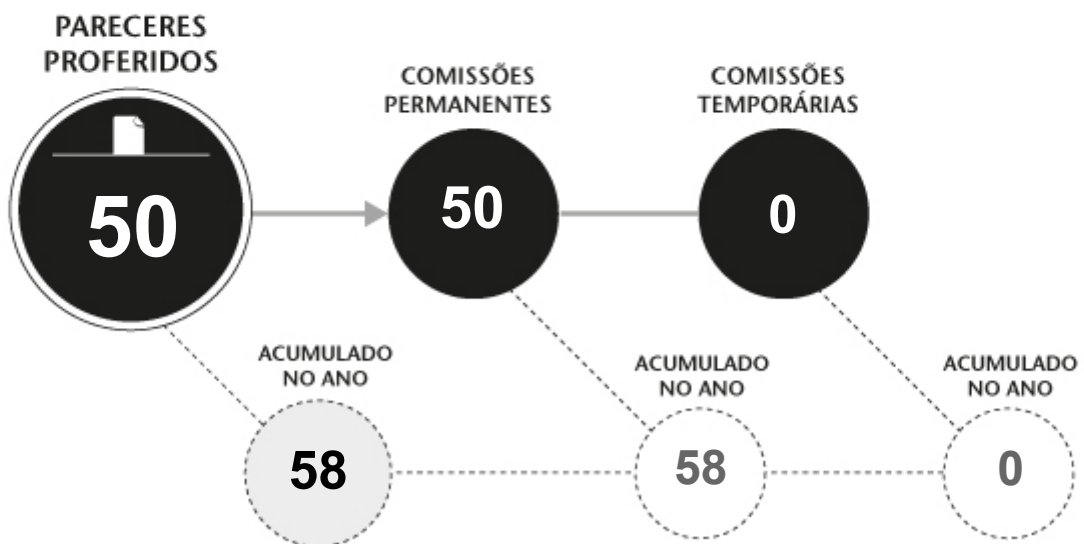 PARECERES
PROFERIDOS
50
COMISSÕES
PERMANENTES
50
COMISSÕES
TEMPORÁRIAS
0
ACUMULADO
NO ANO
58
ACUMULADO
NO ANO
58
ACUMULADO
NO ANO
0